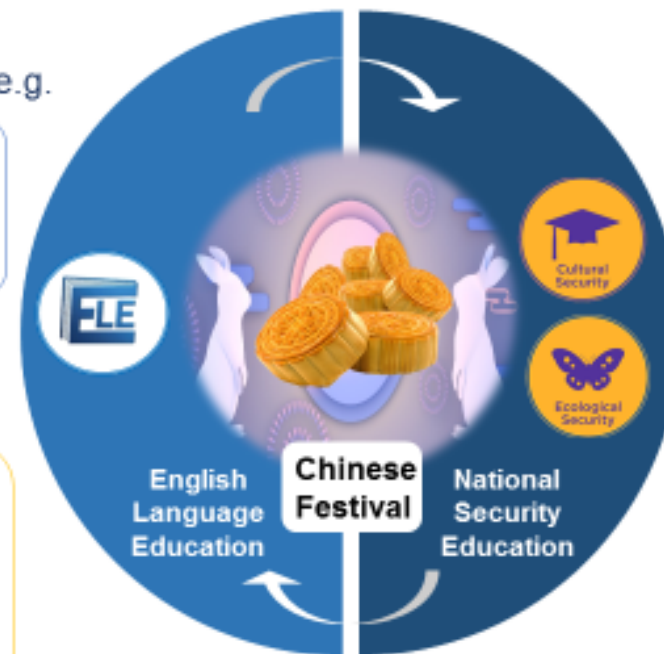 e.g.
Cultural
Security
ELE
Ecological
Security
Chinese
Festival
English
Language
Education
National
Security
Education